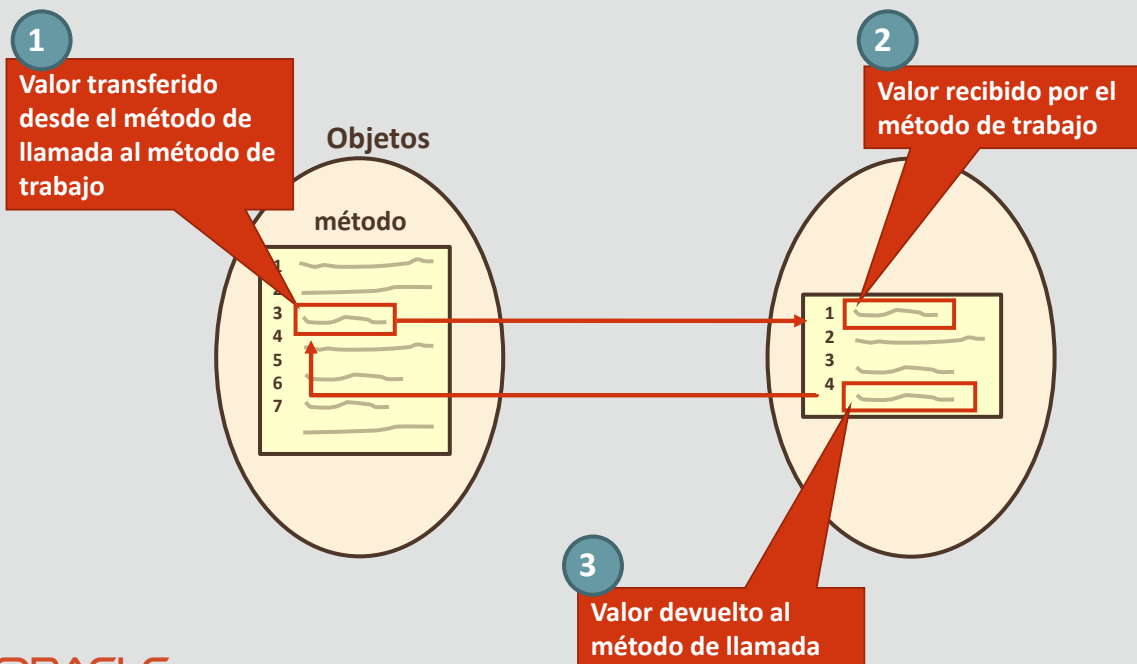 1
Valor transferido
desde el método de
llamada al método de
trabajo
2
Valor recibido por el
método de trabajo
Objetos
método
1
2
3
4
5
6
7
1
2
3
4
3
Valor devuelto al
método de llamada
ORACLE